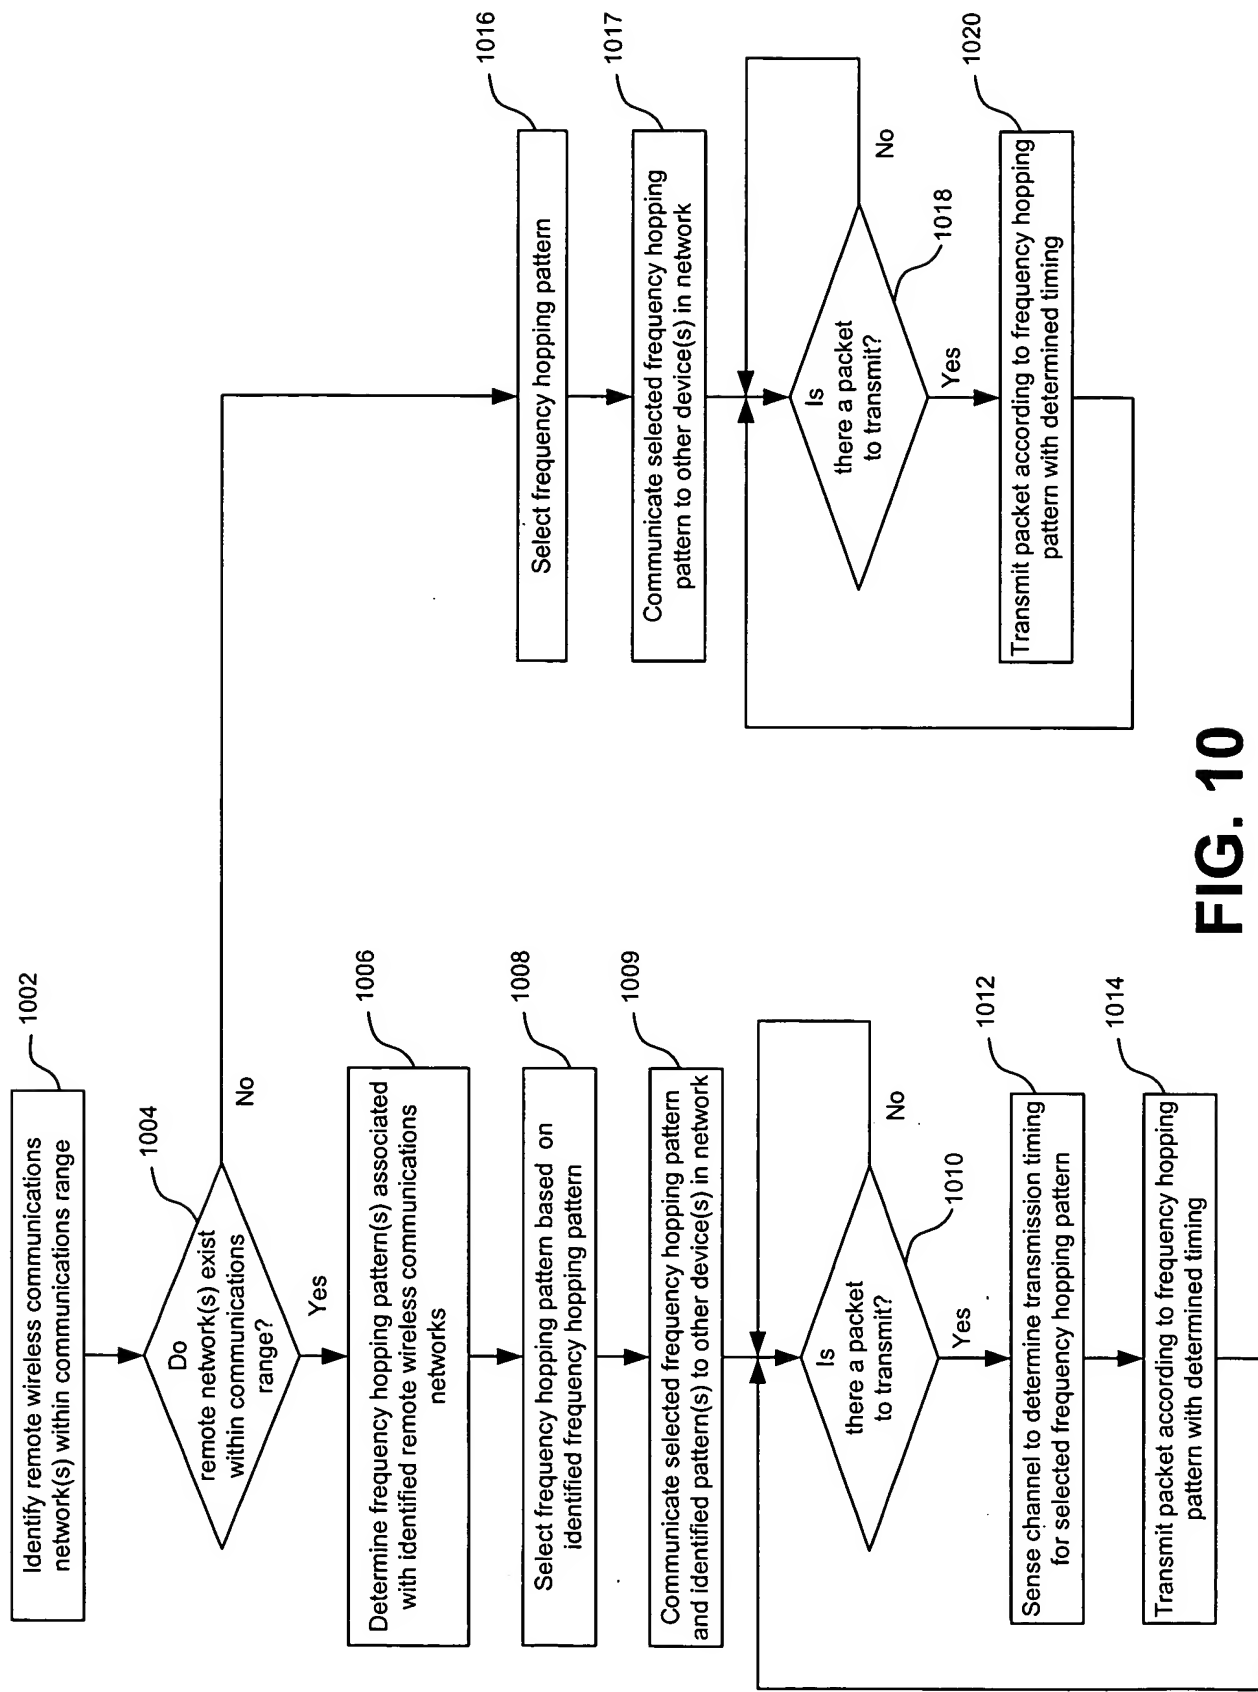 1002
Identify remote wireless communications
network(s) within communications range
1004
Do
remote network(s) exist
within communications
range?
No
Yes
1006
Determine frequency hopping pattern(s) associated
with identified remote wireless communications
networks
1008
Select frequency hopping pattern based on
identified frequency hopping pattern
1009
Communicate selected frequency hopping pattern
and identified pattern(s) to other device(s) in network
Is
there a packet
to transmit?
No
1010
Yes
1012
Sense channel to determine transmission timing
for selected frequency hopping pattern
1014
Transmit packet according to frequency hopping
pattern with determined timing
1016
Select frequency hopping pattern
1017
Communicate selected frequency hopping
pattern to other device(s) in network
Is
there a packet
to transmit?
No
1018
Yes
1020
Transmit packet according to frequency hopping
pattern with determined timing
FIG. 10